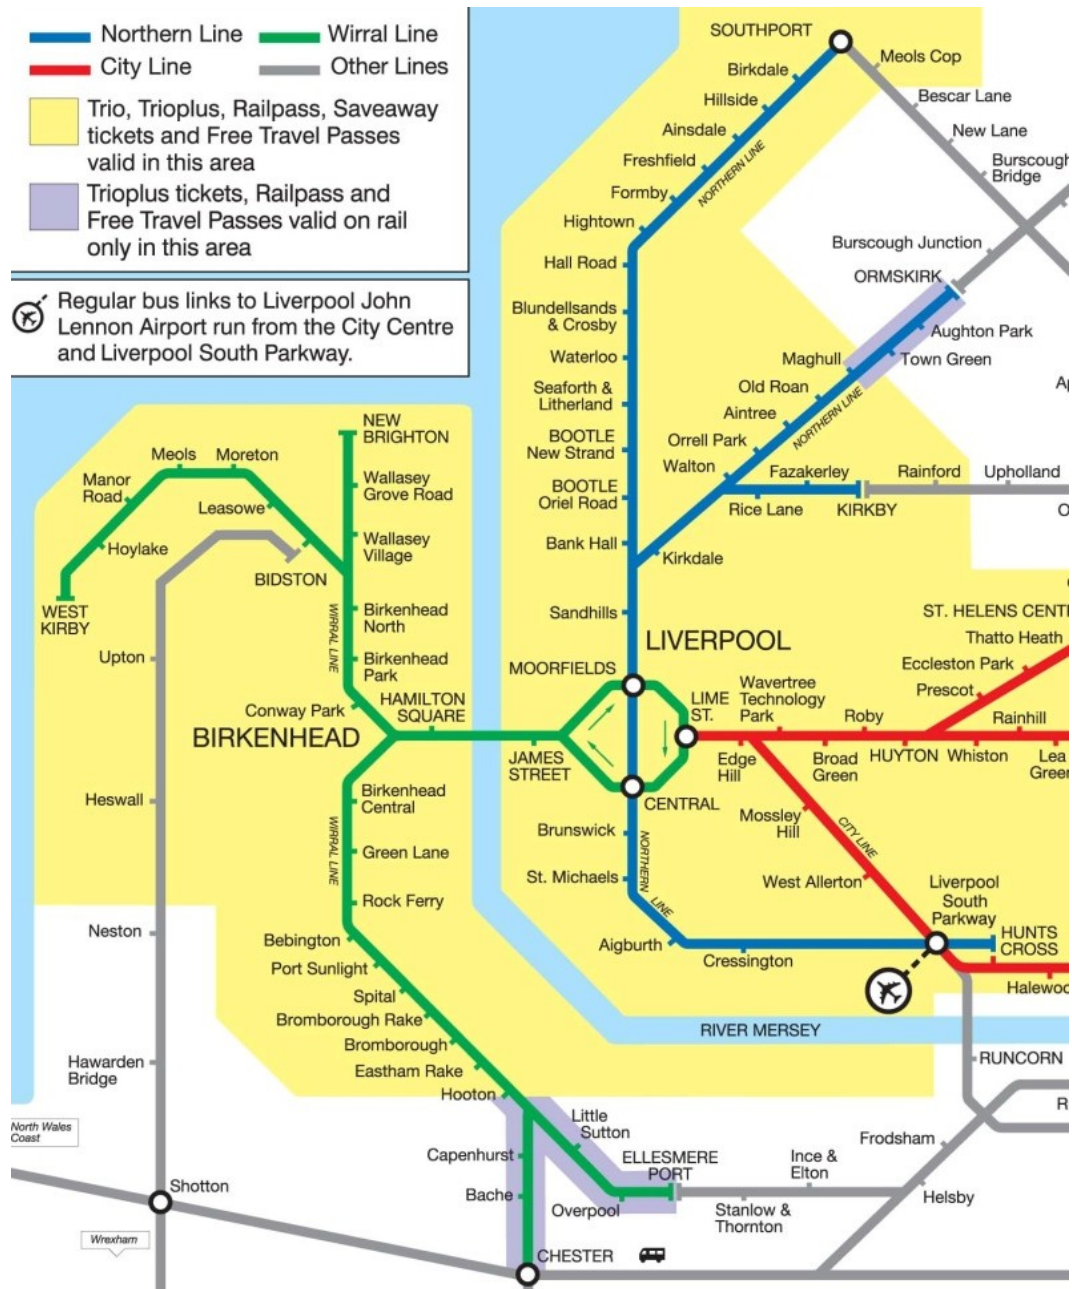 Northern Line
Wirral Line
City Line
Other Lines
Trio, Trioplus, Railpass, Saveaway
tickets and Free Travel Passes
valid in this area
Trioplus tickets, Railpass and
Free Travel Passes valid on rail
only in this area
Regular bus links to Liverpool John
Lennon Airport run from the City Centre
and Liverpool South Parkway.
SOUTHPORT
Meols Cop
Birkdale
Bescar Lane
Hillside
New Lane
Ainsdale
Burscough
Bridge
Freshfield
NORTHERN LINE
Formby
Hightown
Burscough Junction
Hall Road
ORMSKIRK
Blundellsands
& Crosby
Aughton Park
Waterloo
Maghull
Town Green
Seaforth &
Litherland
Old Roan
Aintree
NORTHERN LINE
BOOTLE
New Strand
Orrell Park
Walton
Fazakerley
Rainford
Upholland
BOOTLE
Oriel Road
Rice Lane
KIRKBY
Bank Hall
Kirkdale
Sandhills
NEW
BRIGHTON
Meols
Moreton
Manor
Road
Wallasey
Grove Road
Leasowe
Hoylake
Wallasey
Village
BIDSTON
WEST
KIRBY
WIRRAL LINE
Birkenhead
North
Upton
Birkenhead
Park
Conway Park
HAMILTON
SQUARE
BIRKENHEAD
LIVERPOOL
MOORFIELDS
LIME
ST.
JAMES
STREET
CENTRAL
ST. HELENS CENT
Thatto Heath
Eccleston Park
Prescot
Wavertree
Technology
Park
Roby
Rainhill
Edge
Hill
Broad
Green
HUYTON
Whiston
Lea
Green
Mossley
Hill
CITY LINE
West Allerton
Liverpool
South
Parkway
HUNTS
CROSS
Brunswick
NORTHERN
LINE
St. Michaels
Aigburth
Cressington
Halewoo
RIVER MERSEY
RUNCORN
Birkenhead
Central
Heswall
WIRRAL LINE
Green Lane
Rock Ferry
Neston
Bebington
Port Sunlight
Spital
Bromborough Rake
Bromborough
Hawarden
Bridge
Eastham Rake
Hooton
Little
Sutton
North Wales
Coast
Capenhurst
ELLESMERE
PORT
Ince &
Elton
Frodsham
R
Shotton
Bache
Overpool
Stanlow &
Thornton
Helsby
Wrexham
CHESTER